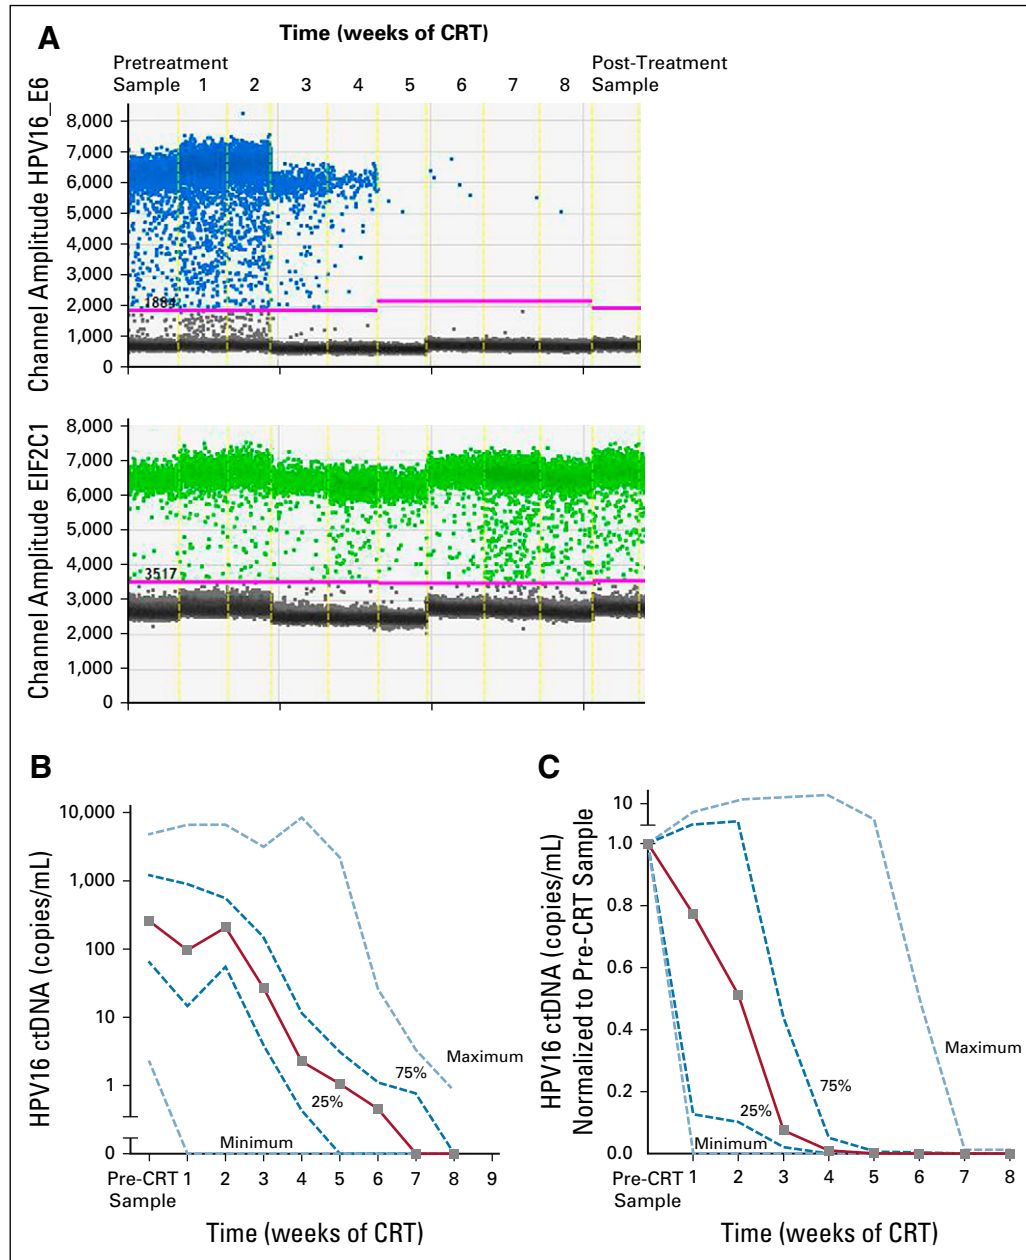 A
Time (weeks of CRT)
Pretreatment
Sample 1 2 3 4 5 6 7 8
Post-Treatment
Sample
Channel Amplitude HPV16_E6
8,000
7,000
6,000
5,000
4,000
3,000
2,000
1,000
0
1884
Channel Amplitude EIF2C1
8,000
7,000
6,000
5,000
4,000
3,000
2,000
1,000
0
3517
B
HPV16 ctDNA (copies/mL)
10,000
1,000
100
10
1
0
Maximum
75%
25%
Minimum
Pre-CRT
Sample
1 2 3 4 5 6 7 8 9
Time (weeks of CRT)
C
HPV16 ctDNA (copies/mL)
Normalized to Pre-CRT Sample
10
1.0
0.8
0.6
0.4
0.2
0.0
Maximum
75%
25%
Minimum
Pre-CRT
Sample
1 2 3 4 5 6 7 8
Time (weeks of CRT)